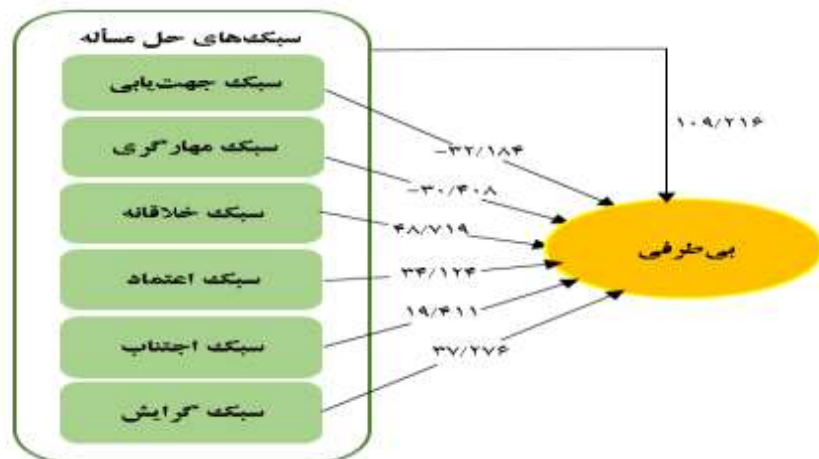 سبک‌های حل مسأله
سبک جهت‌یابی
سبک مهارگری
سبک خلاقانه
سبک اعتماد
سبک اجتناب
سبک گرایش
۱۰۹/۲۱۶
-۳۲/۱۸۴
-۳۰/۴۰۸
۴۸/۷۱۹
۳۴/۱۲۴
۱۹/۴۱۱
۳۷/۲۷۶
بی‌طرفی